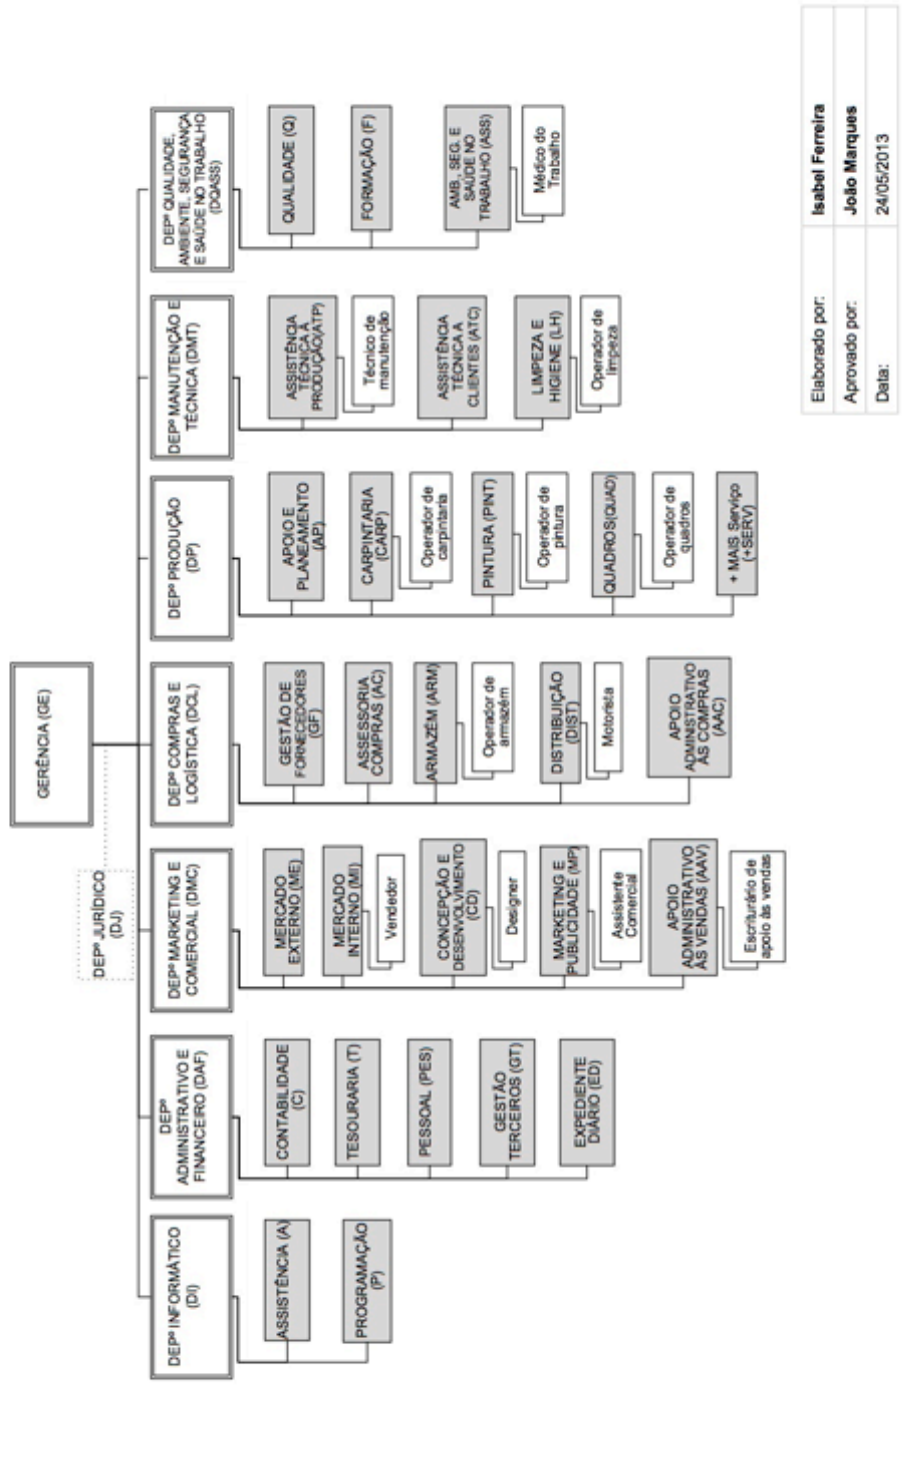 GERÊNCIA (GE)
DEPº JURÍDICO
(DJ)
DEPº INFORMÁTICO
(DI)
ASSISTÊNCIA (A)
PROGRAMAÇÃO
(P)
DEPº
ADMINISTRATIVO E
FINANCEIRO (DAF)
CONTABILIDADE
(C)
TESOURARIA (T)
PESSOAL (PES)
GESTÃO
TERCEIROS (GT)
EXPEDIENTE
DIÁRIO (ED)
DEPº MARKETING E
COMERCIAL (DMC)
MERCADO
EXTERNO (ME)
MERCADO
INTERNO (MI)
Vendedor
CONCEPÇÃO E
DESENVOLVIMENTO
(CD)
Designer
MARKETING E
PUBLICIDADE (MP)
Assistente
Comercial
APOIO
ADMINISTRATIVO
ÀS VENDAS (AAV)
Escriturário de
apoio às vendas
DEPº COMPRAS E
LOGÍSTICA (DCL)
GESTÃO DE
FORNECEDORES
(GF)
ASSESSORIA
COMPRAS (AC)
ARMAZÉM (ARM)
Operador de
armazém
DISTRIBUIÇÃO
(DIST)
Motorista
APOIO
ADMINISTRATIVO
ÀS COMPRAS
(AAC)
DEPº PRODUÇÃO
(DP)
APOIO E
PLANEAMENTO
(AP)
CARPINTARIA
(CARP)
Operador de
carpintaria
PINTURA (PINT)
Operador de
pintura
QUADROS(QUAD)
Operador de
quadros
+ MAIS Serviço
(+SERV)
DEPº MANUTENÇÃO E
TÉCNICA (DMT)
ASSISTÊNCIA
TÉCNICA À
PRODUÇÃO(ATP)
Técnico de
manutenção
ASSISTÊNCIA
TÉCNICA A
CLIENTES (ATC)
LIMPEZA E
HIGIENE (LH)
Operador de
limpeza
DEPº QUALIDADE,
AMBIENTE, SEGURANÇA
E SAÚDE NO TRABALHO
(DQASS)
QUALIDADE (Q)
FORMAÇÃO (F)
AMB., SEG. E
SAÚDE NO
TRABALHO (ASS)
Médico do
Trabalho
Elaborado por: Isabel Ferreira
Aprovado por: João Marques
Data: 24/05/2013